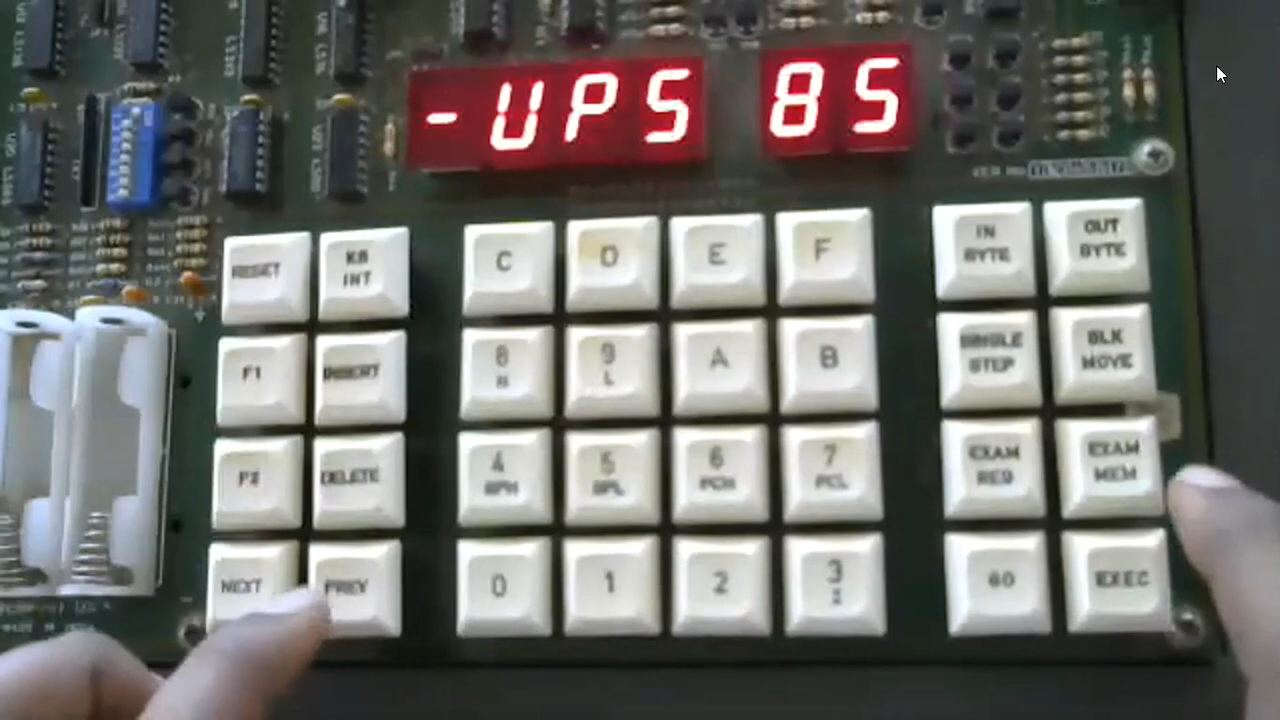 -UPS 85
RESET KB INT C D E F IN BYTE OUT BYTE
F1 INSERT 8 H 9 L A B SINGLE STEP BLK MOVE
F2 DELETE 4 SPH 5 SPL 6 PCH 7 PCL EXAM REG EXAM MEM
NEXT PREV 0 1 2 3 I GO EXEC